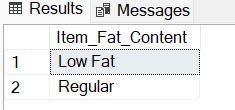 Results Messages
Item_Fat_Content
1 Low Fat
2 Regular